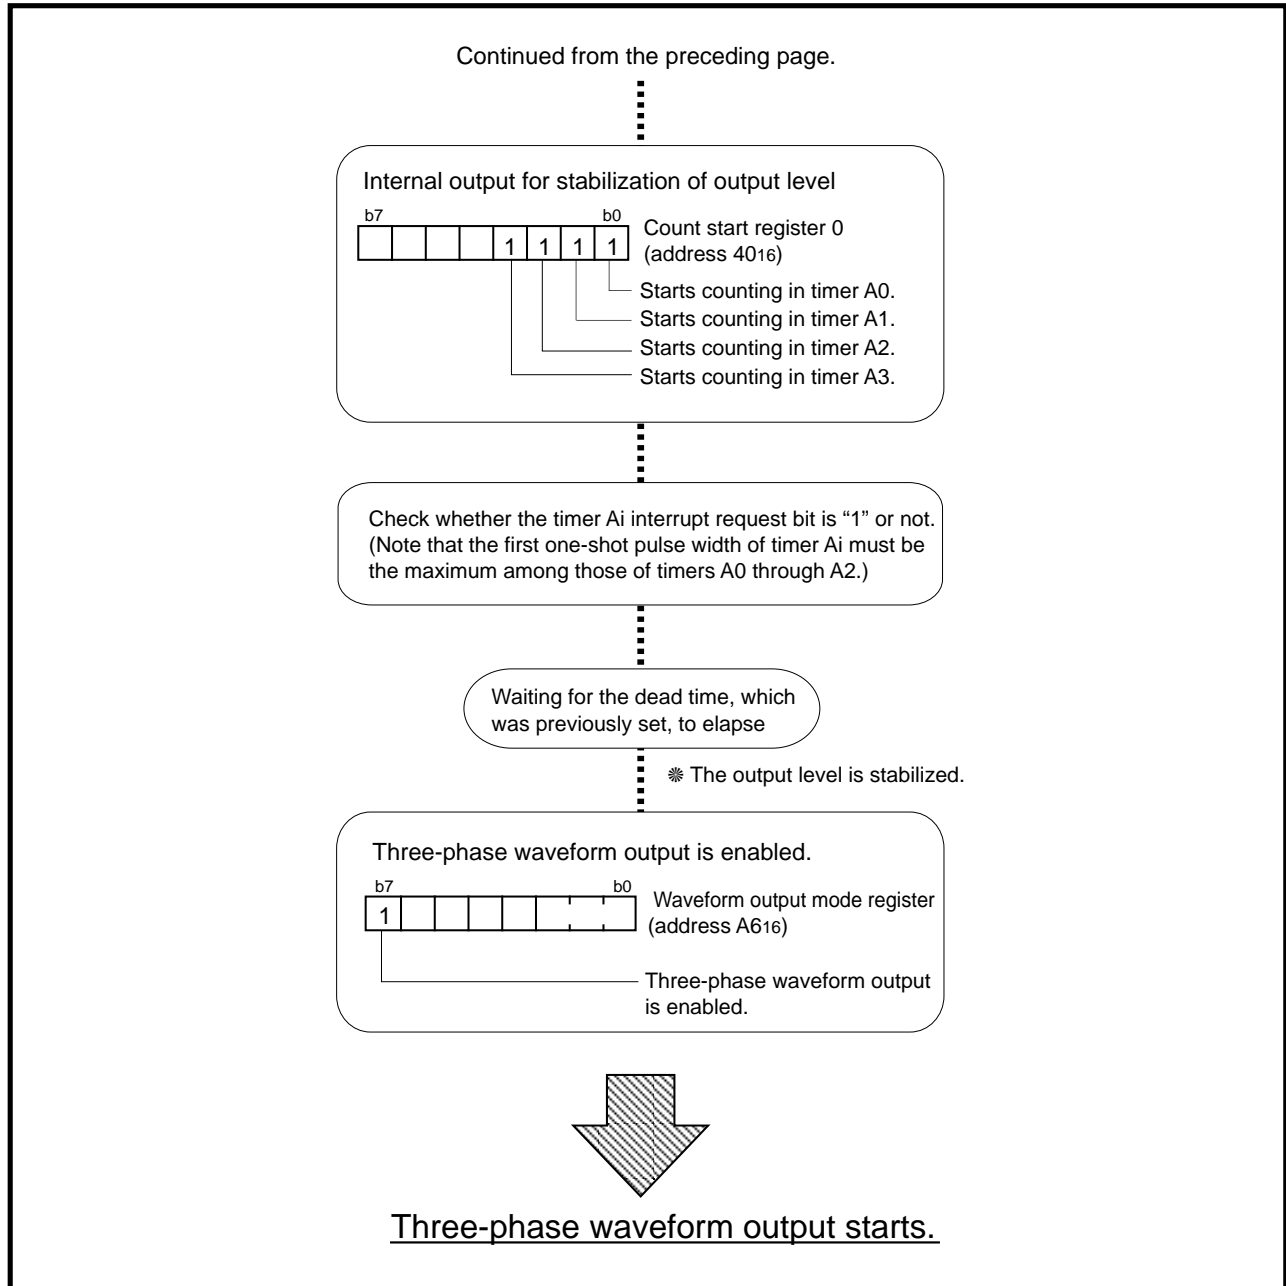 Continued from the preceding page.
Internal output for stabilization of output level
b7 b0
1 1 1 1
Count start register 0
(address 4016)
Starts counting in timer A0.
Starts counting in timer A1.
Starts counting in timer A2.
Starts counting in timer A3.
Check whether the timer Ai interrupt request bit is “1” or not.
(Note that the first one-shot pulse width of timer Ai must be
the maximum among those of timers A0 through A2.)
Waiting for the dead time, which
was previously set, to elapse
❋ The output level is stabilized.
Three-phase waveform output is enabled.
b7 b0
1
Waveform output mode register
(address A616)
Three-phase waveform output
is enabled.
Three-phase waveform output starts.